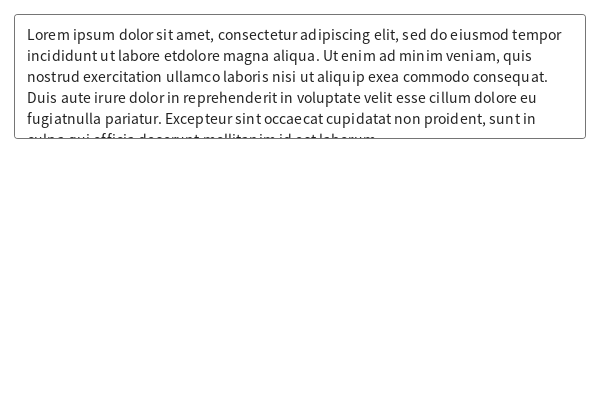 Lorem ipsum dolor sit amet, consectetur adipiscing elit, sed do eiusmod tempor
incididunt ut labore etdolore magna aliqua. Ut enim ad minim veniam, quis
nostrud exercitation ullamco laboris nisi ut aliquip exea commodo consequat.
Duis aute irure dolor in reprehenderit in voluptate velit esse cillum dolore eu
fugiatnulla pariatur. Excepteur sint occaecat cupidatat non proident, sunt in